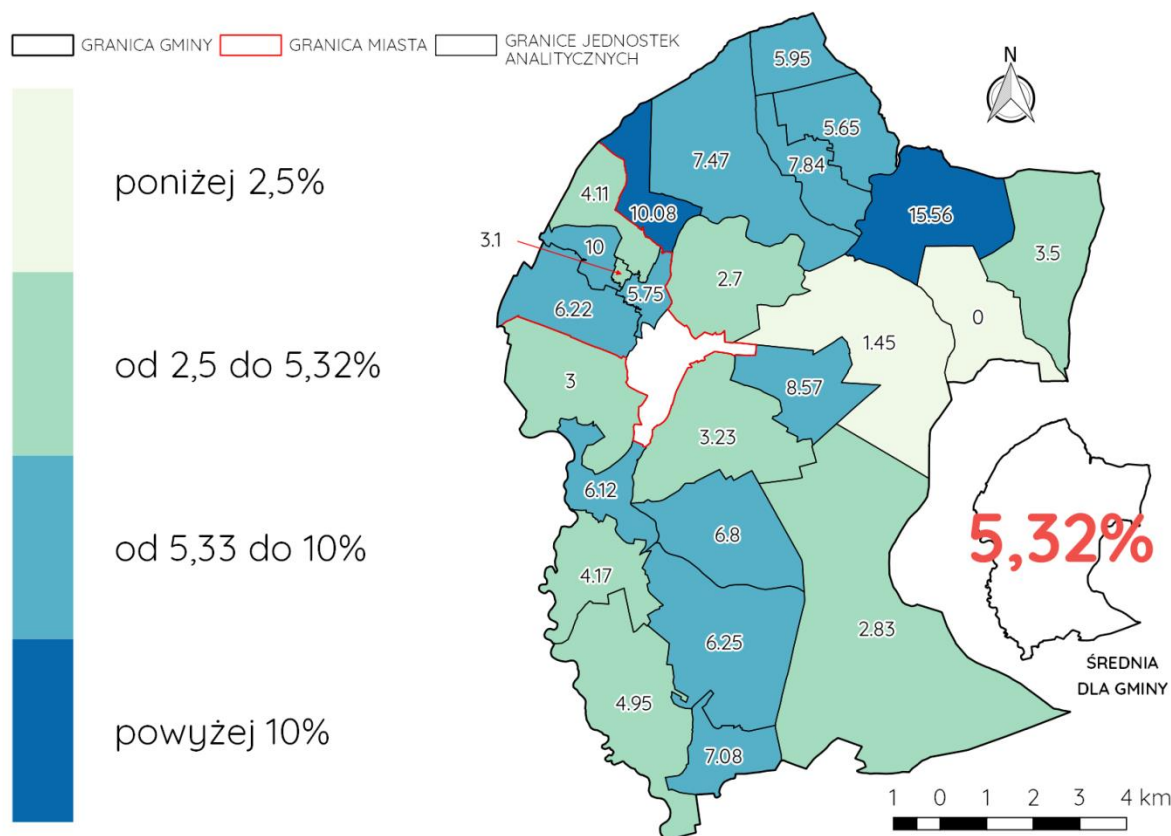 GRANICA GMINY
GRANICA MIASTA
GRANICE JEDNOSTEK
ANALITYCZNYCH
poniżej 2,5%
od 2,5 do 5,32%
od 5,33 do 10%
powyżej 10%
N
5.95
5.65
7.47
7.84
4.11
10.08
15.56
3.1
10
3.5
2.7
5.75
6.22
0
1.45
3
8.57
3.23
6.12
6.8
5,32%
4.17
2.83
6.25
ŚREDNIA
DLA GMINY
4.95
7.08
1 0 1 2 3 4 km